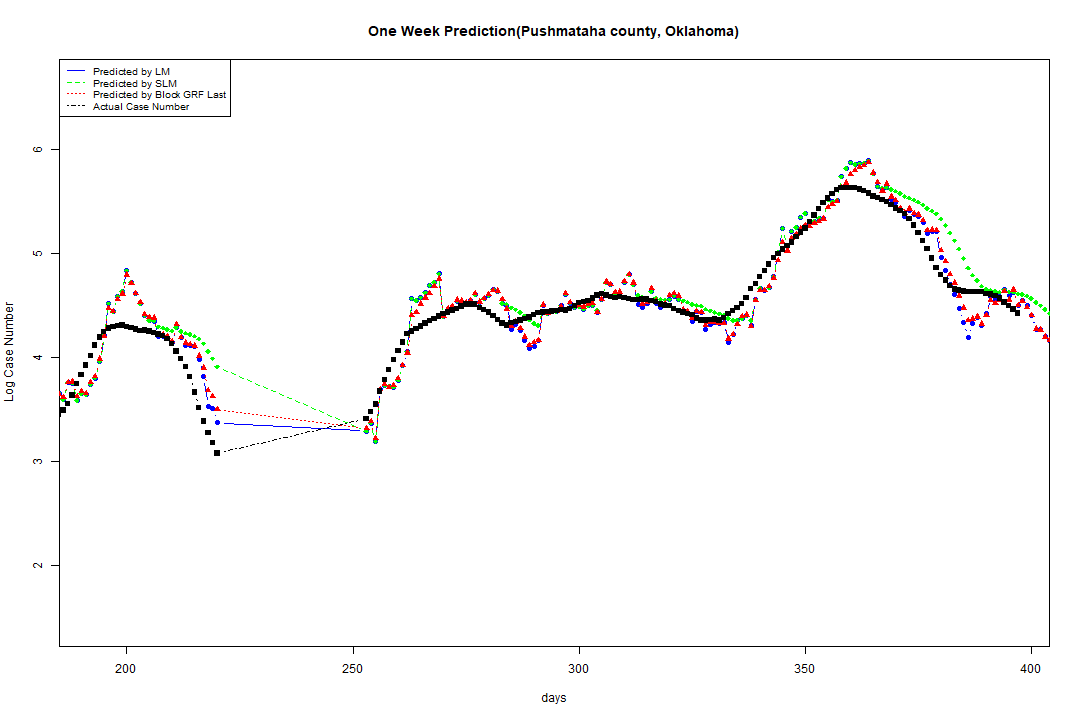 One Week Prediction(Pushmataha county, Oklahoma)
Predicted by LM
Predicted by SLM
Predicted by Block GRF Last
Actual Case Number
Log Case Number
6
5
4
3
2
200
250
300
350
400
days